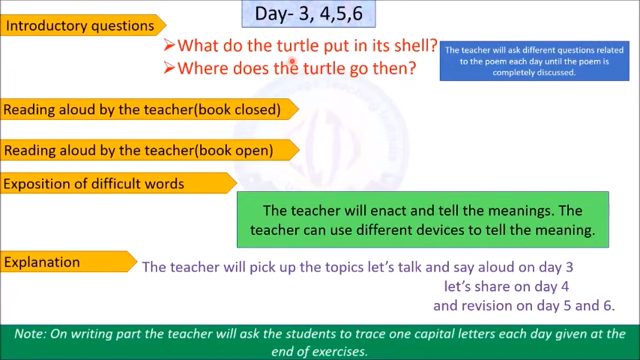 Day- 3, 4,5,6
Introductory questions
➢What do the turtle put in its shell?
➢Where does the turtle go then?
The teacher will ask different questions related
to the poem each day until the poem is
completely discussed.
Reading aloud by the teacher(book closed)
Reading aloud by the teacher(book open)
Exposition of difficult words
The teacher will enact and tell the meanings. The
teacher can use different devices to tell the meaning.
Explanation
The teacher will pick up the topics let's talk and say aloud on day 3
let's share on day 4
and revision on day 5 and 6.
Note: On writing part the teacher will ask the students to trace one capital letters each day given at the
end of exercises.